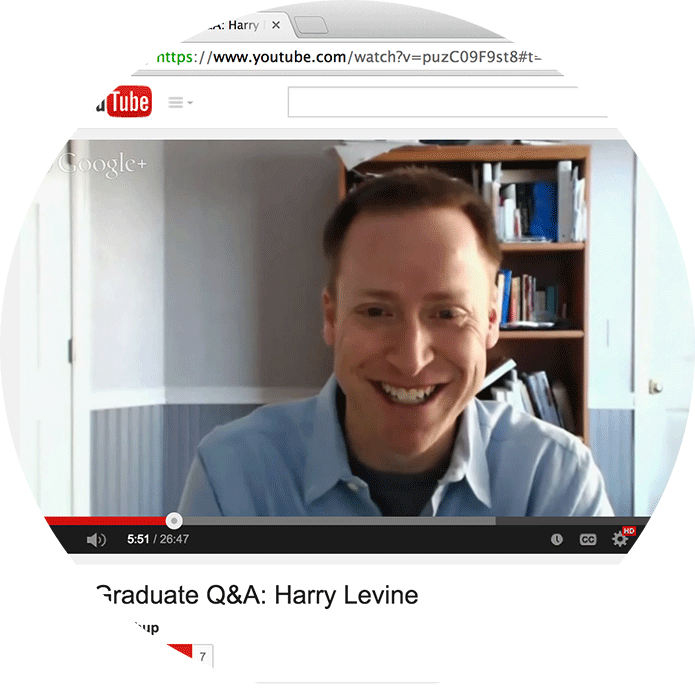 A: Harry
https://www.youtube.com/watch?v=puzC09F9st8#t=
Tube
Google+
HD
5:51 / 26:47
CC
Graduate Q&A: Harry Levine
7